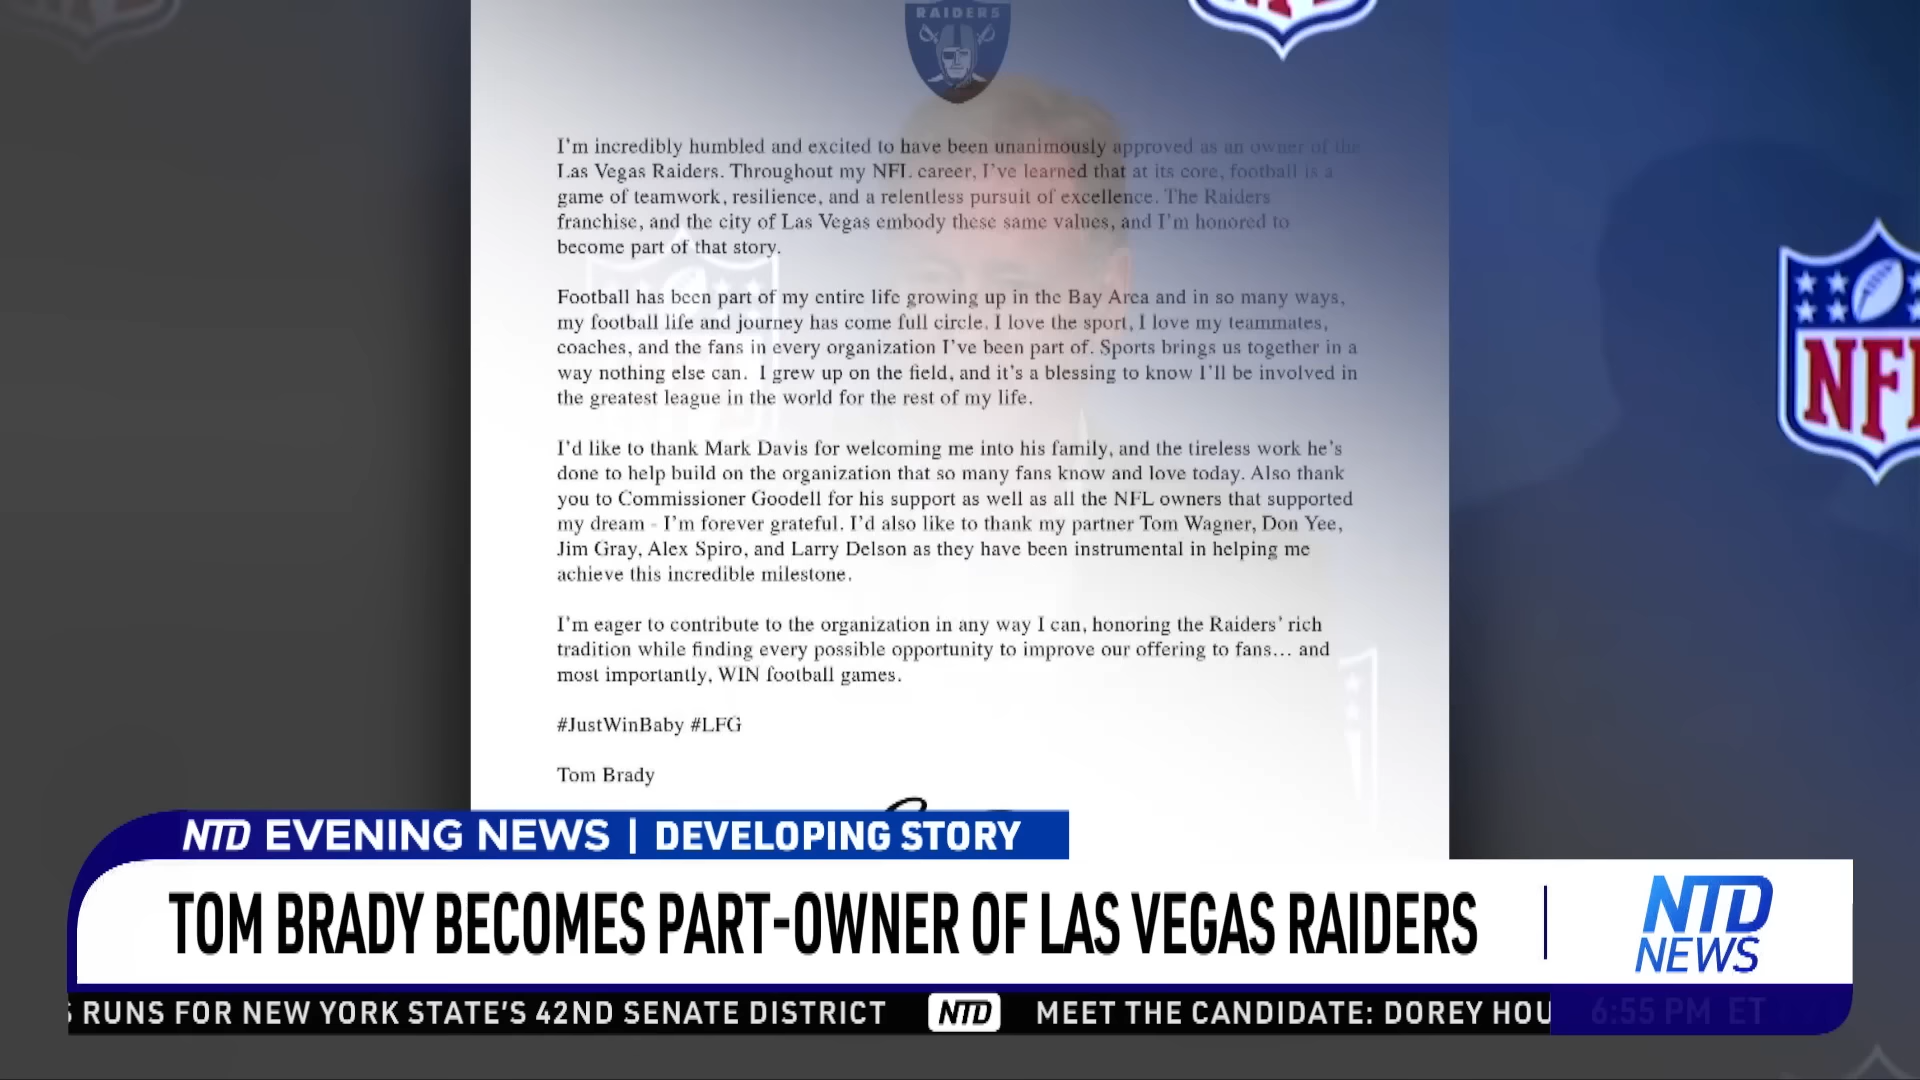 RAIDERS
I'm incredibly humbled and excited to have been unanimously approved as an owner of the
Las Vegas Raiders. Throughout my NFL career, I've learned that at its core, football is a
game of teamwork, resilience, and a relentless pursuit of excellence. The Raiders
franchise, and the city of Las Vegas embody these same values, and I'm honored to
become part of that story.
Football has been part of my entire life growing up in the Bay Area and in so many ways,
my football life and journey has come full circle. I love the sport, I love my teammates,
coaches, and the fans in every organization I've been part of. Sports brings us together in a
way nothing else can.  I grew up on the field, and it's a blessing to know I'll be involved in
the greatest league in the world for the rest of my life.
I'd like to thank Mark Davis for welcoming me into his family, and the tireless work he's
done to help build on the organization that so many fans know and love today. Also thank
you to Commissioner Goodell for his support as well as all the NFL owners that supported
my dream - I'm forever grateful. I'd also like to thank my partner Tom Wagner, Don Yee,
Jim Gray, Alex Spiro, and Larry Delson as they have been instrumental in helping me
achieve this incredible milestone.
I'm eager to contribute to the organization in any way I can, honoring the Raiders' rich
tradition while finding every possible opportunity to improve our offering to fans... and
most importantly, WIN football games.
#JustWinBaby #LFG
Tom Brady
NFL
NTD EVENING NEWS | DEVELOPING STORY
TOM BRADY BECOMES PART-OWNER OF LAS VEGAS RAIDERS
NTD
NEWS
S RUNS FOR NEW YORK STATE'S 42ND SENATE DISTRICT NTD MEET THE CANDIDATE: DOREY HOU
6:55 PM ET